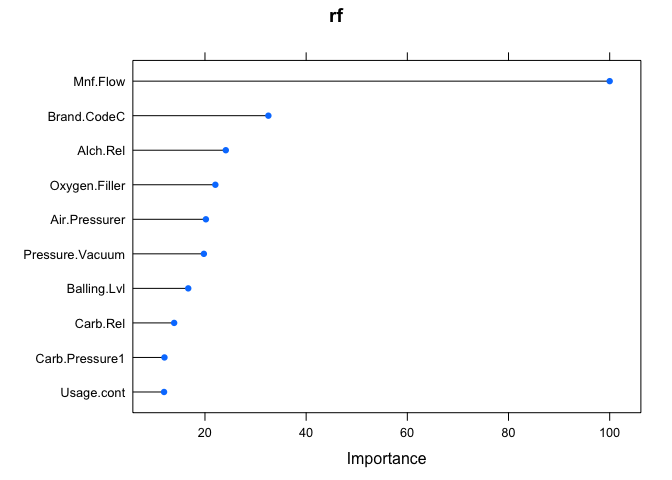 rf
Mnf.Flow
Brand.CodeC
Alch.Rel
Oxygen.Filler
Air.Pressurer
Pressure.Vacuum
Balling.Lvl
Carb.Rel
Carb.Pressure1
Usage.cont
20 40 60 80 100
Importance